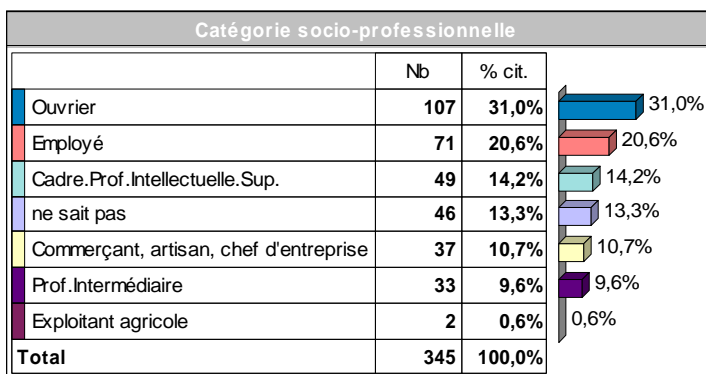 Catégorie socio-professionnelle
Nb % cit.
Ouvrier 107 31,0% 31,0%
Employé 71 20,6% 20,6%
Cadre.Prof.Intellectuelle.Sup. 49 14,2% 14,2%
ne sait pas 46 13,3% 13,3%
Commerçant, artisan, chef d'entreprise 37 10,7% 10,7%
Prof.Intermédiaire 33 9,6% 9,6%
Exploitant agricole 2 0,6% 0,6%
Total 345 100,0%